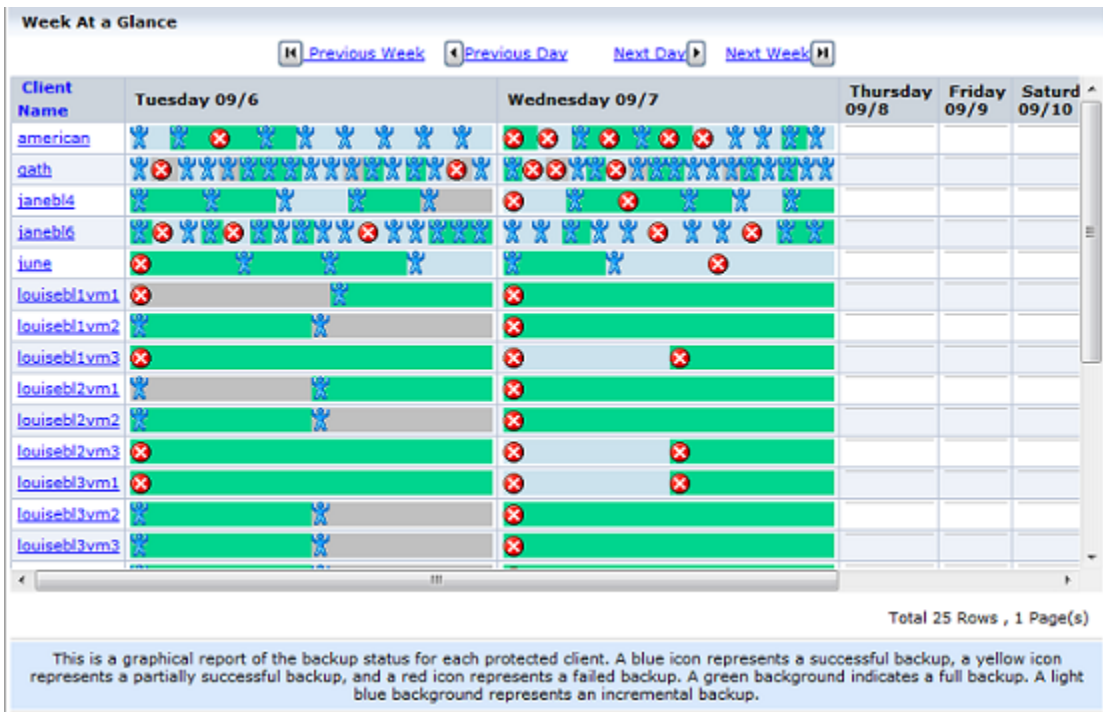 Week At a Glance
Previous Week Previous Day Next Day Next Week
Client Name Tuesday 09/6 Wednesday 09/7 Thursday 09/8 Friday 09/9 Saturd 09/10
american
qath
janebl4
janebl6
june
louisebl1vm1
louisebl1vm2
louisebl1vm3
louisebl2vm1
louisebl2vm2
louisebl2vm3
louisebl3vm1
louisebl3vm2
louisebl3vm3
Total 25 Rows , 1 Page(s)
This is a graphical report of the backup status for each protected client. A blue icon represents a successful backup, a yellow icon
represents a partially successful backup, and a red icon represents a failed backup. A green background indicates a full backup. A light
blue background represents an incremental backup.